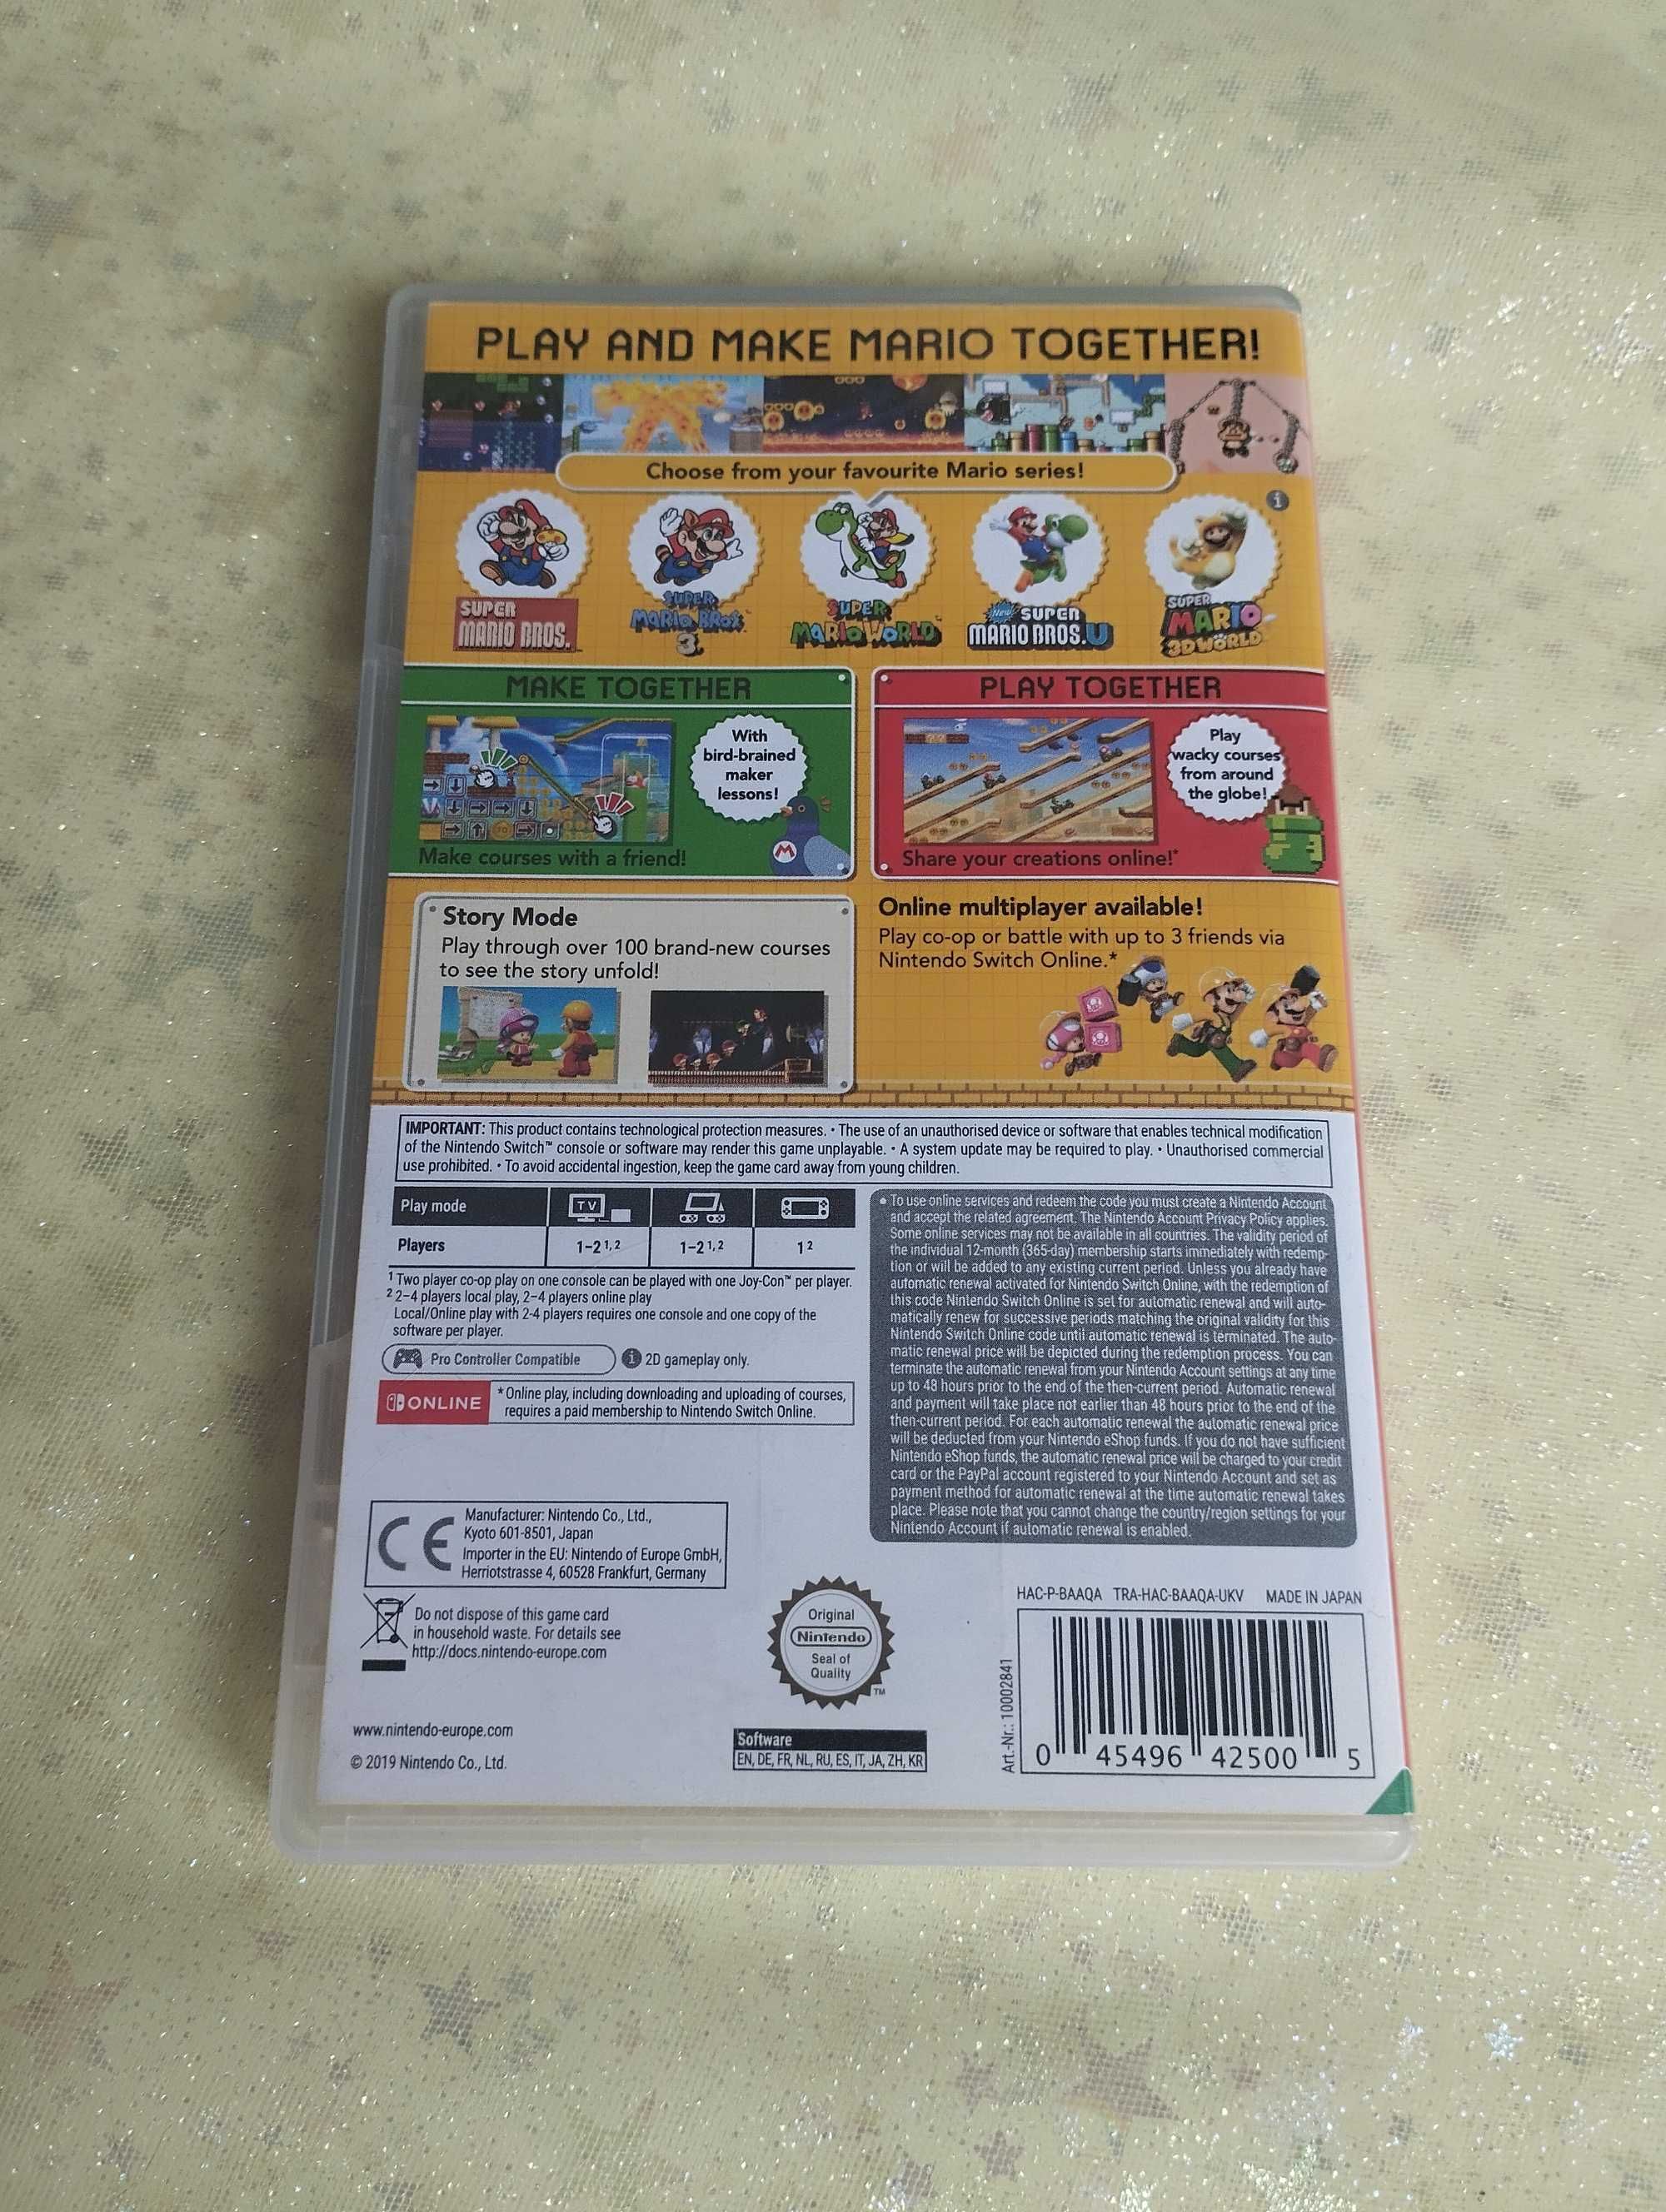 PLAY AND MAKE MARIO TOGETHER!
Choose from your favourite Mario series!
i
SUPER
MARIO BROS.
SUPER
MARIO BROS.
3
SUPER
MARIO WORLD
New SUPER
MARIO BROS.U
SUPER
MARIO
3D WORLD
MAKE TOGETHER
With
bird-brained
maker
lessons!
M
Make courses with a friend!
PLAY TOGETHER
Play
wacky courses
from around
the globe!
Share your creations online!*
Story Mode
Play through over 100 brand-new courses
to see the story unfold!
Online multiplayer available!
Play co-op or battle with up to 3 friends via
Nintendo Switch Online.*
IMPORTANT: This product contains technological protection measures. • The use of an unauthorised device or software that enables technical modification
of the Nintendo Switch™ console or software may render this game unplayable. • A system update may be required to play. • Unauthorised commercial
use prohibited. • To avoid accidental ingestion, keep the game card away from young children.
Play mode TV
Players 1–2 1,2 1–2 1,2 1 2
1 Two player co-op play on one console can be played with one Joy-Con™ per player.
2 2–4 players local play, 2–4 players online play
Local/Online play with 2-4 players requires one console and one copy of the
software per player.
Pro Controller Compatible i 2D gameplay only.
ONLINE
*Online play, including downloading and uploading of courses,
requires a paid membership to Nintendo Switch Online.
• To use online services and redeem the code you must create a Nintendo Account
and accept the related agreement. The Nintendo Account Privacy Policy applies.
Some online services may not be available in all countries. The validity period of
the individual 12-month (365-day) membership starts immediately with redemp-
tion or will be added to any existing current period. Unless you already have
automatic renewal activated for Nintendo Switch Online, with the redemption of
this code Nintendo Switch Online is set for automatic renewal and will auto-
matically renew for successive periods matching the original validity for this
Nintendo Switch Online code until automatic renewal is terminated. The auto-
matic renewal price will be depicted during the redemption process. You can
terminate the automatic renewal from your Nintendo Account settings at any time
up to 48 hours prior to the end of the then-current period. Automatic renewal
and payment will take place not earlier than 48 hours prior to the end of the
then-current period. For each automatic renewal the automatic renewal price
will be deducted from your Nintendo eShop funds. If you do not have sufficient
Nintendo eShop funds, the automatic renewal price will be charged to your credit
card or the PayPal account registered to your Nintendo Account and set as
payment method for automatic renewal at the time automatic renewal takes
place. Please note that you cannot change the country/region settings for your
Nintendo Account if automatic renewal is enabled.
CE
Manufacturer: Nintendo Co., Ltd.,
Kyoto 601-8501, Japan
Importer in the EU: Nintendo of Europe GmbH,
Herriotstrasse 4, 60528 Frankfurt, Germany
Do not dispose of this game card
in household waste. For details see
http://docs.nintendo-europe.com
www.nintendo-europe.com
© 2019 Nintendo Co., Ltd.
Original
Nintendo
Seal of
Quality
TM
Software
EN, DE, FR, NL, RU, ES, IT, JA, ZH, KR
HAC-P-BAAQA TRA-HAC-BAAQA-UKV MADE IN JAPAN
Art.-Nr.: 10002841
0 45496 42500 5